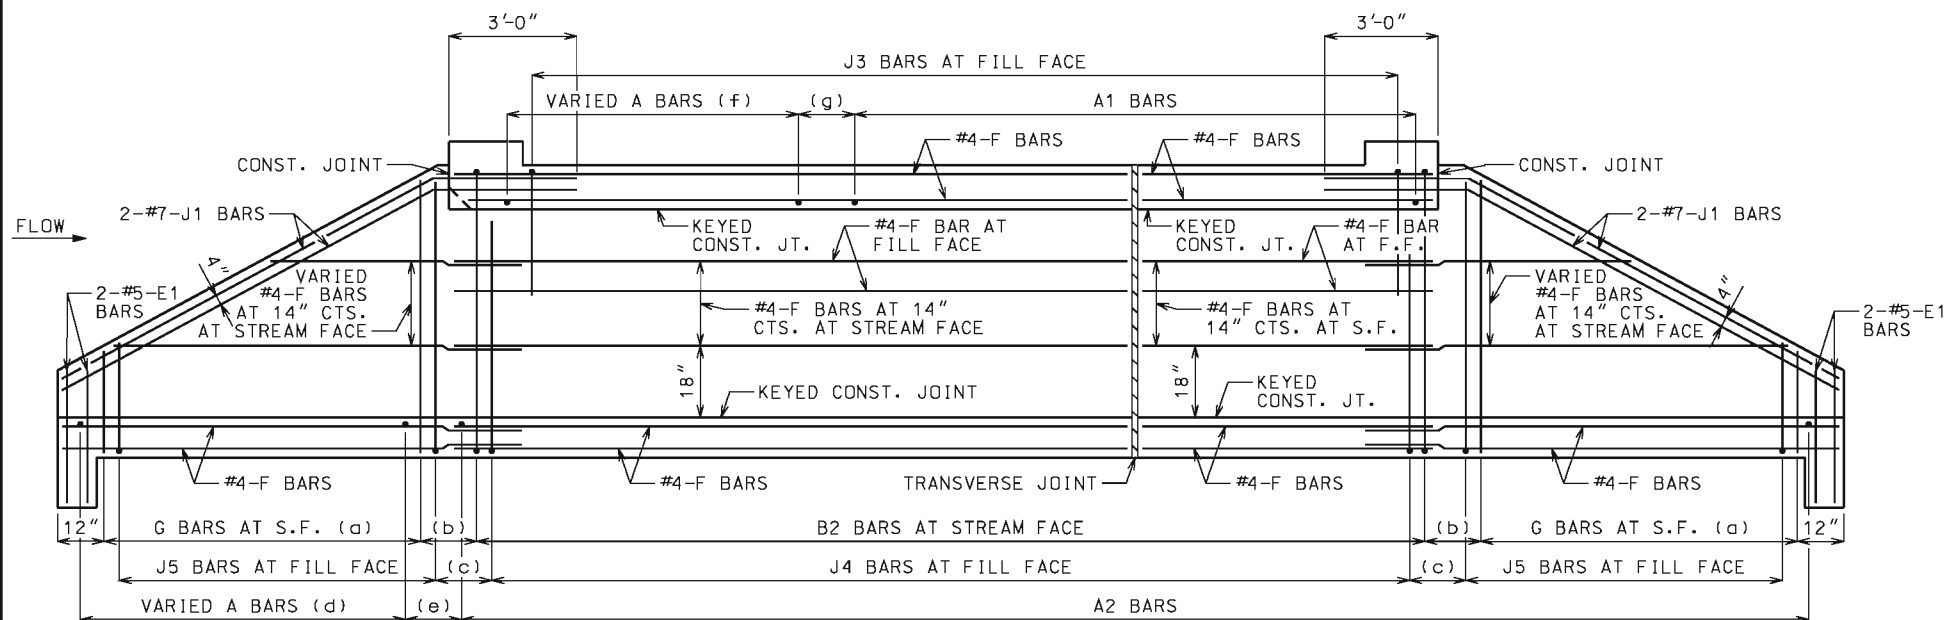 3'-0"
3'-0"
J3 BARS AT FILL FACE
VARIED A BARS (f)
(g)
A1 BARS
#4-F BARS
#4-F BARS
CONST. JOINT
CONST. JOINT
2-#7-J1 BARS
2-#7-J1 BARS
FLOW
KEYED
CONST. JT.
#4-F BAR AT
FILL FACE
KEYED
CONST. JT.
#4-F BAR
AT F.F.
4"
VARIED
#4-F BARS
AT 14" CTS.
AT STREAM FACE
2-#5-E1
BARS
#4-F BARS AT 14"
CTS. AT STREAM FACE
#4-F BARS AT
14" CTS. AT S.F.
VARIED
#4-F BARS
AT 14" CTS.
AT STREAM FACE
4"
2-#5-E1
BARS
18"
KEYED CONST. JOINT
18"
KEYED
CONST. JT.
#4-F BARS
#4-F BARS
TRANSVERSE JOINT
#4-F BARS
#4-F BARS
12"
G BARS AT S.F. (a)
(b)
B2 BARS AT STREAM FACE
(b)
G BARS AT S.F. (a)
12"
J5 BARS AT FILL FACE
(c)
J4 BARS AT FILL FACE
(c)
J5 BARS AT FILL FACE
VARIED A BARS (d)
(e)
A2 BARS